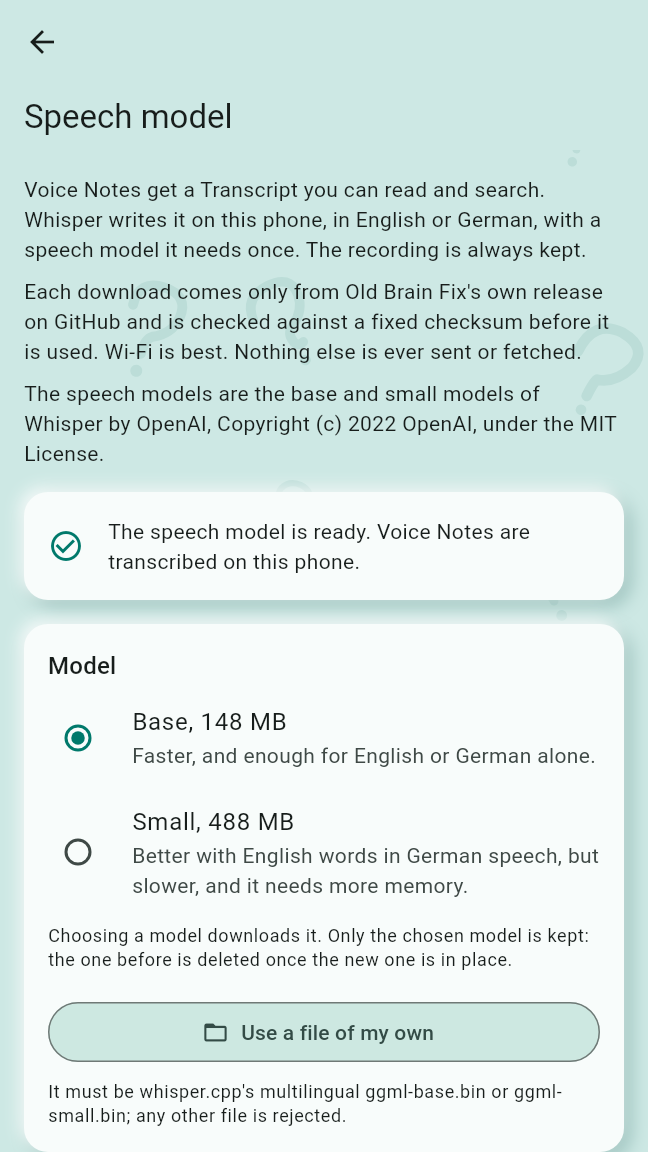 Speech model
Voice Notes get a Transcript you can read and search.
Whisper writes it on this phone, in English or German, with a
speech model it needs once. The recording is always kept.
Each download comes only from Old Brain Fix's own release
on GitHub and is checked against a fixed checksum before it
is used. Wi-Fi is best. Nothing else is ever sent or fetched.
The speech models are the base and small models of
Whisper by OpenAI, Copyright (c) 2022 OpenAI, under the MIT
License.
The speech model is ready. Voice Notes are
transcribed on this phone.
Model
Base, 148 MB
Faster, and enough for English or German alone.
Small, 488 MB
Better with English words in German speech, but
slower, and it needs more memory.
Choosing a model downloads it. Only the chosen model is kept:
the one before is deleted once the new one is in place.
Use a file of my own
It must be whisper.cpp's multilingual ggml-base.bin or ggml-
small.bin; any other file is rejected.